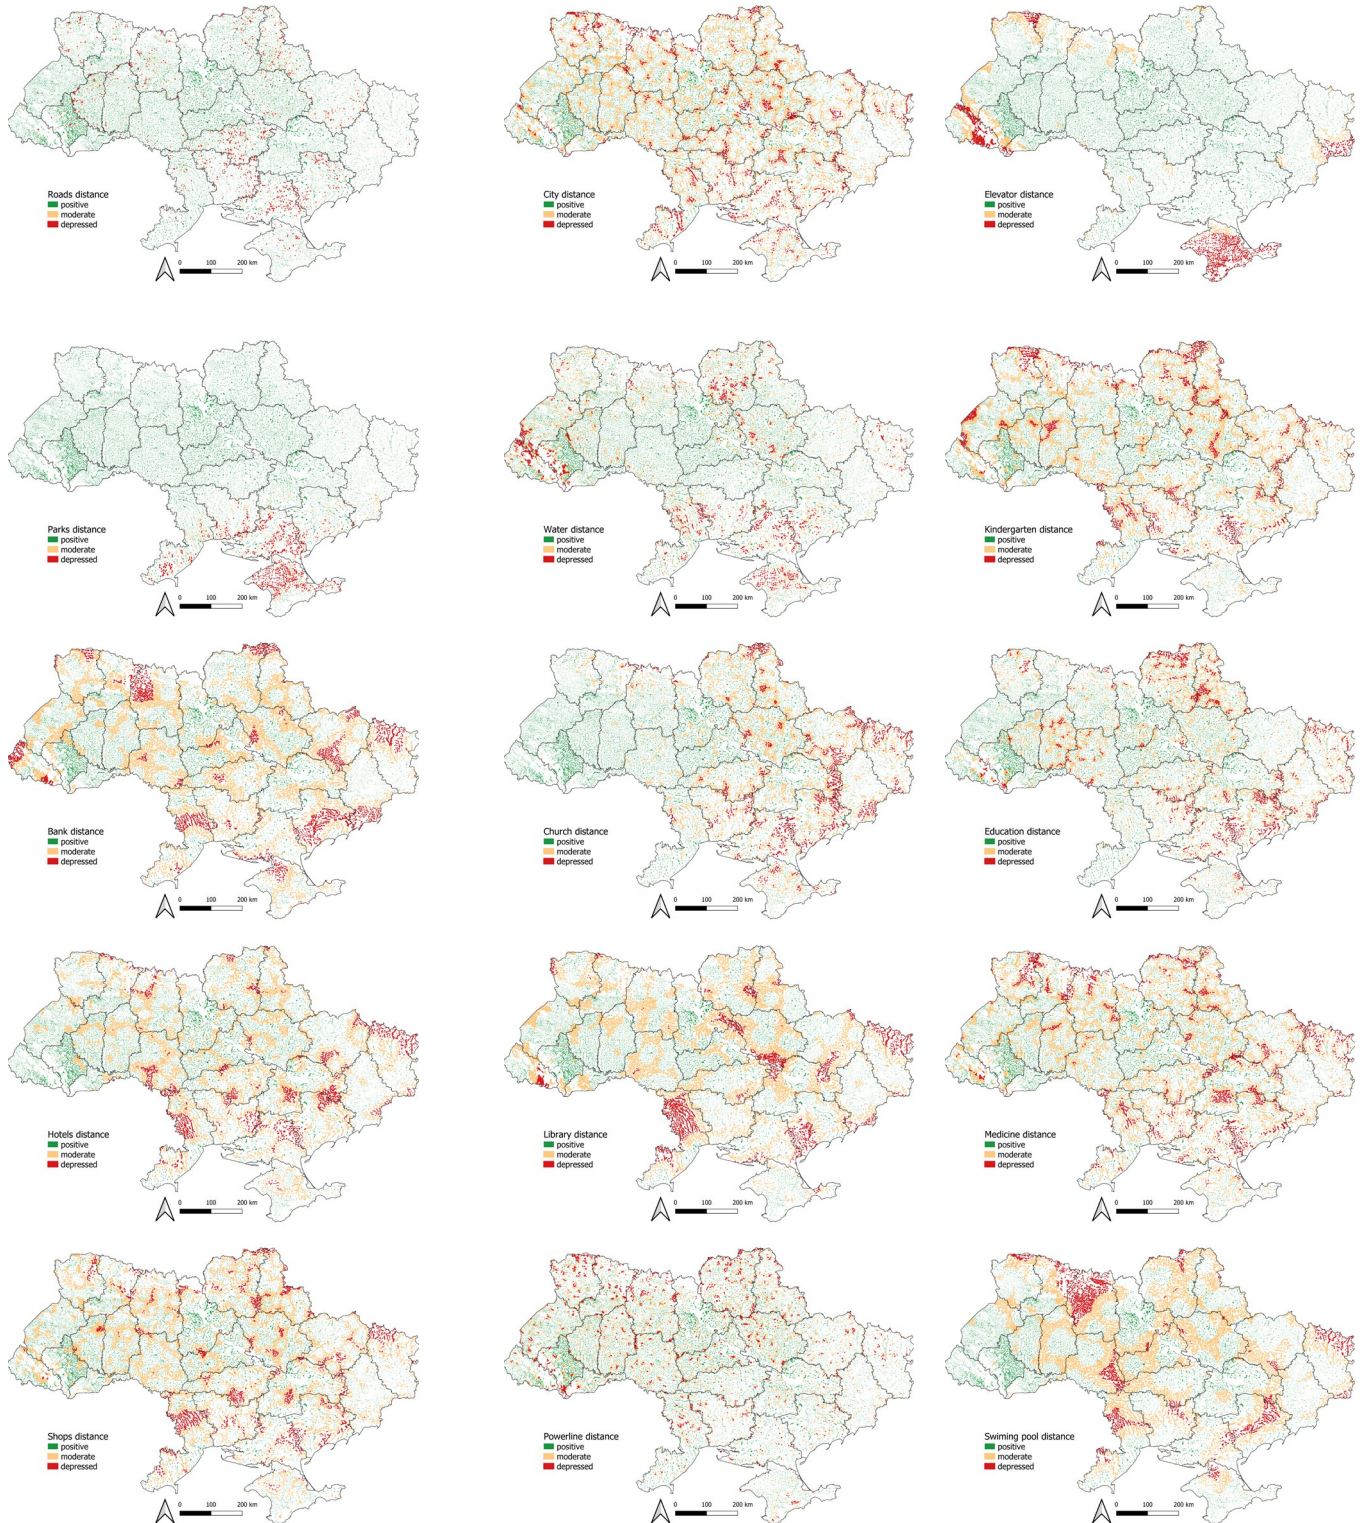 Roads distance
positive
moderate
depressed
0 100 200 km
City distance
positive
moderate
depressed
0 100 200 km
Elevator distance
positive
moderate
depressed
0 100 200 km
Parks distance
positive
moderate
depressed
0 100 200 km
Water distance
positive
moderate
depressed
0 100 200 km
Kindergarten distance
positive
moderate
depressed
0 100 200 km
Bank distance
positive
moderate
depressed
0 100 200 km
Church distance
positive
moderate
depressed
0 100 200 km
Education distance
positive
moderate
depressed
0 100 200 km
Hotels distance
positive
moderate
depressed
0 100 200 km
Library distance
positive
moderate
depressed
0 100 200 km
Medicine distance
positive
moderate
depressed
0 100 200 km
Shops distance
positive
moderate
depressed
0 100 200 km
Powerline distance
positive
moderate
depressed
0 100 200 km
Swiming pool distance
positive
moderate
depressed
0 100 200 km